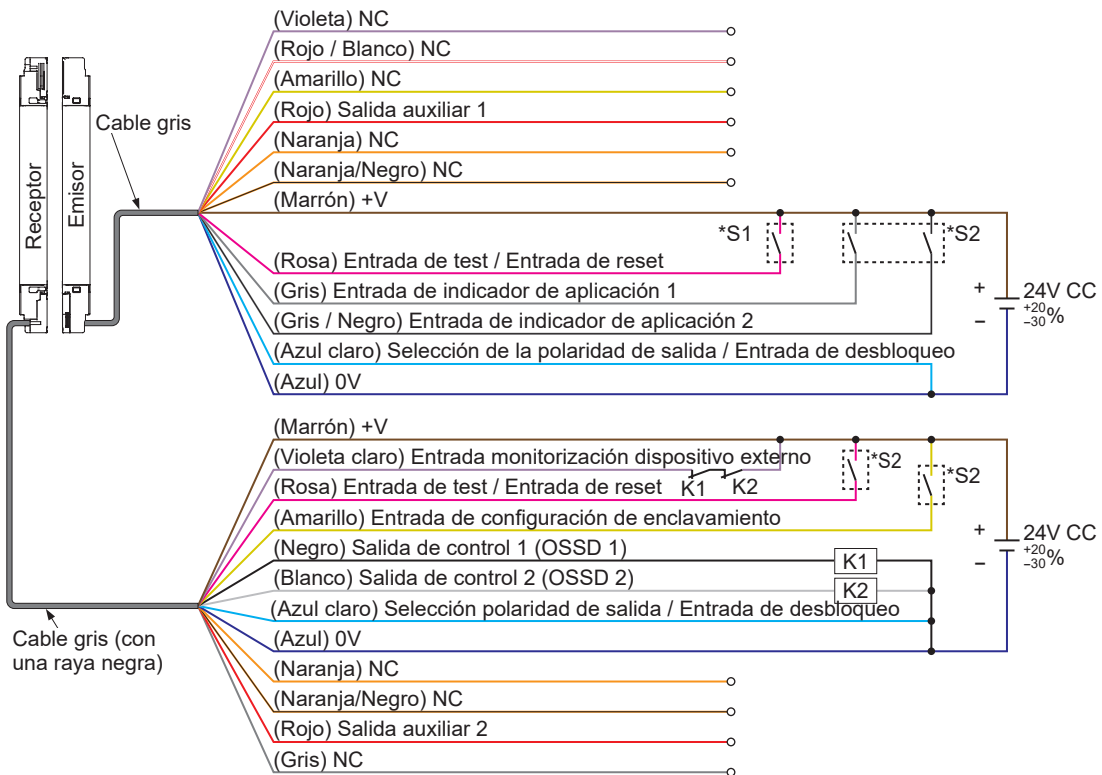 (Violeta) NC
(Rojo / Blanco) NC
(Amarillo) NC
(Rojo) Salida auxiliar 1
(Naranja) NC
(Naranja/Negro) NC
(Marrón) +V
Cable gris
Receptor
Emisor
*S1
*S2
(Rosa) Entrada de test / Entrada de reset
(Gris) Entrada de indicador de aplicación 1
(Gris / Negro) Entrada de indicador de aplicación 2
(Azul claro) Selección de la polaridad de salida / Entrada de desbloqueo
(Azul) 0V
+
−
24V CC
+20
−30 %
(Marrón) +V
(Violeta claro) Entrada monitorización dispositivo externo
K1 K2
*S2
*S2
(Rosa) Entrada de test / Entrada de reset
(Amarillo) Entrada de configuración de enclavamiento
(Negro) Salida de control 1 (OSSD 1)
K1
(Blanco) Salida de control 2 (OSSD 2)
K2
(Azul claro) Selección polaridad de salida / Entrada de desbloqueo
(Azul) 0V
+
−
24V CC
+20
−30 %
Cable gris (con
una raya negra)
(Naranja) NC
(Naranja/Negro) NC
(Rojo) Salida auxiliar 2
(Gris) NC